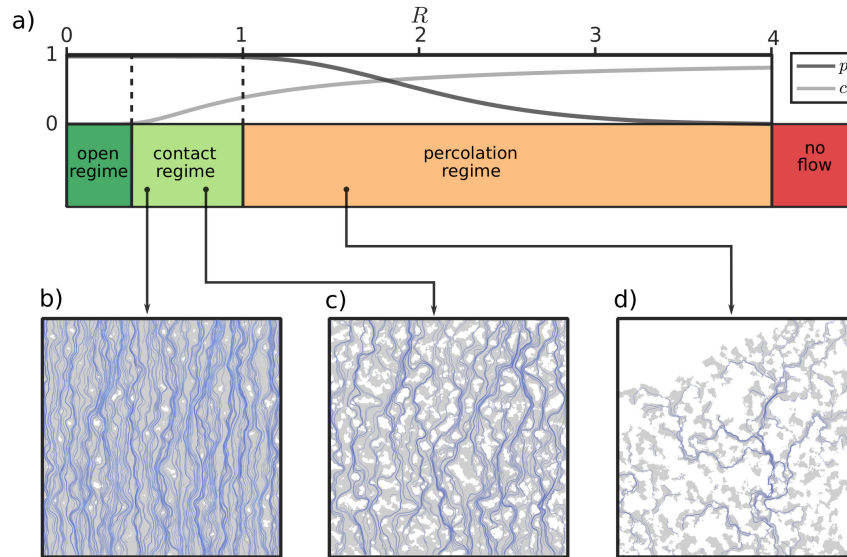 a)
R
0 1 2 3 4
1
0
p
c
open
regime
contact
regime
percolation
regime
no
flow
b)
c)
d)